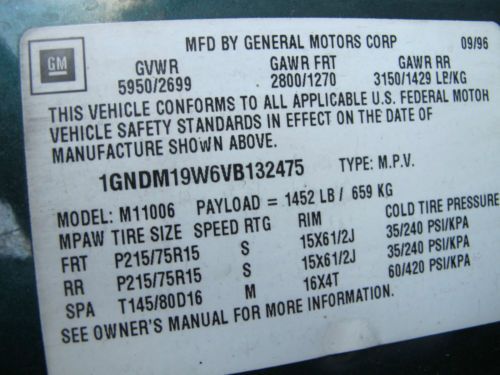 GM
MFD BY GENERAL MOTORS CORP 09/96
GVWR GAWR FRT GAWR RR
5950/2699 2800/1270 3150/1429 LB/KG
THIS VEHICLE CONFORMS TO ALL APPLICABLE U.S. FEDERAL MOTOR
VEHICLE SAFETY STANDARDS IN EFFECT ON THE DATE OF
MANUFACTURE SHOWN ABOVE.
1GNDM19W6VB132475 TYPE: M.P.V.
MODEL: M11006 PAYLOAD = 1452 LB / 659 KG
MPAW TIRE SIZE SPEED RTG RIM COLD TIRE PRESSURE
FRT P215/75R15 S 15X61/2J 35/240 PSI/KPA
RR P215/75R15 S 15X61/2J 35/240 PSI/KPA
SPA T145/80D16 M 16X4T 60/420 PSI/KPA
SEE OWNER'S MANUAL FOR MORE INFORMATION.